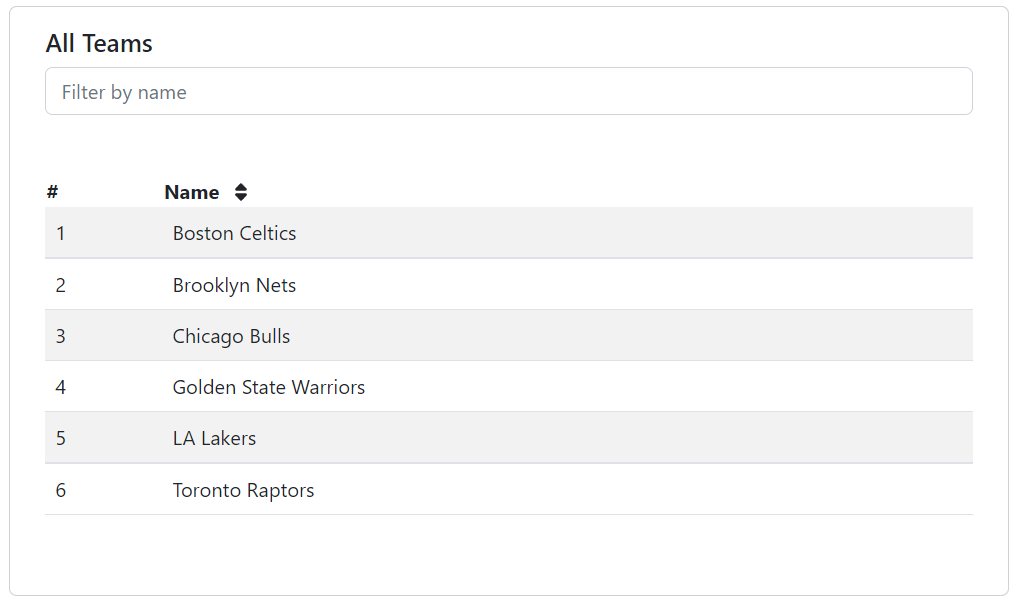 All Teams
Filter by name
# Name
1 Boston Celtics
2 Brooklyn Nets
3 Chicago Bulls
4 Golden State Warriors
5 LA Lakers
6 Toronto Raptors